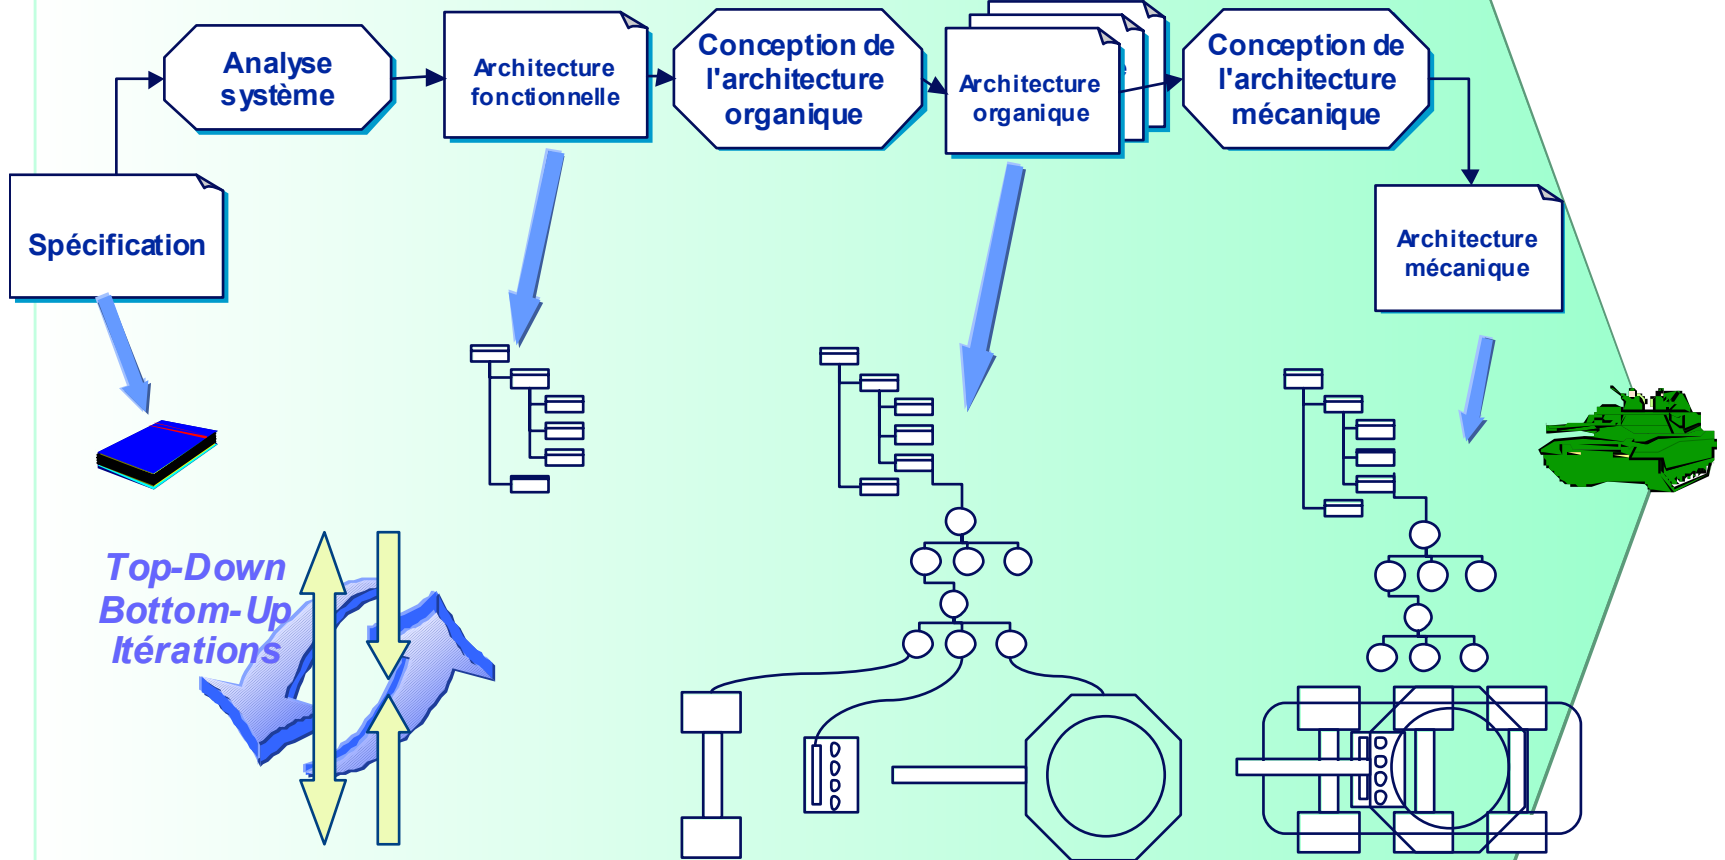 Analyse
système
Architecture
fonctionnelle
Conception de
l'architecture
organique
Architecture
organique
Conception de
l'architecture
mécanique
Spécification
Architecture
mécanique
Top-Down
Bottom-Up
Itérations